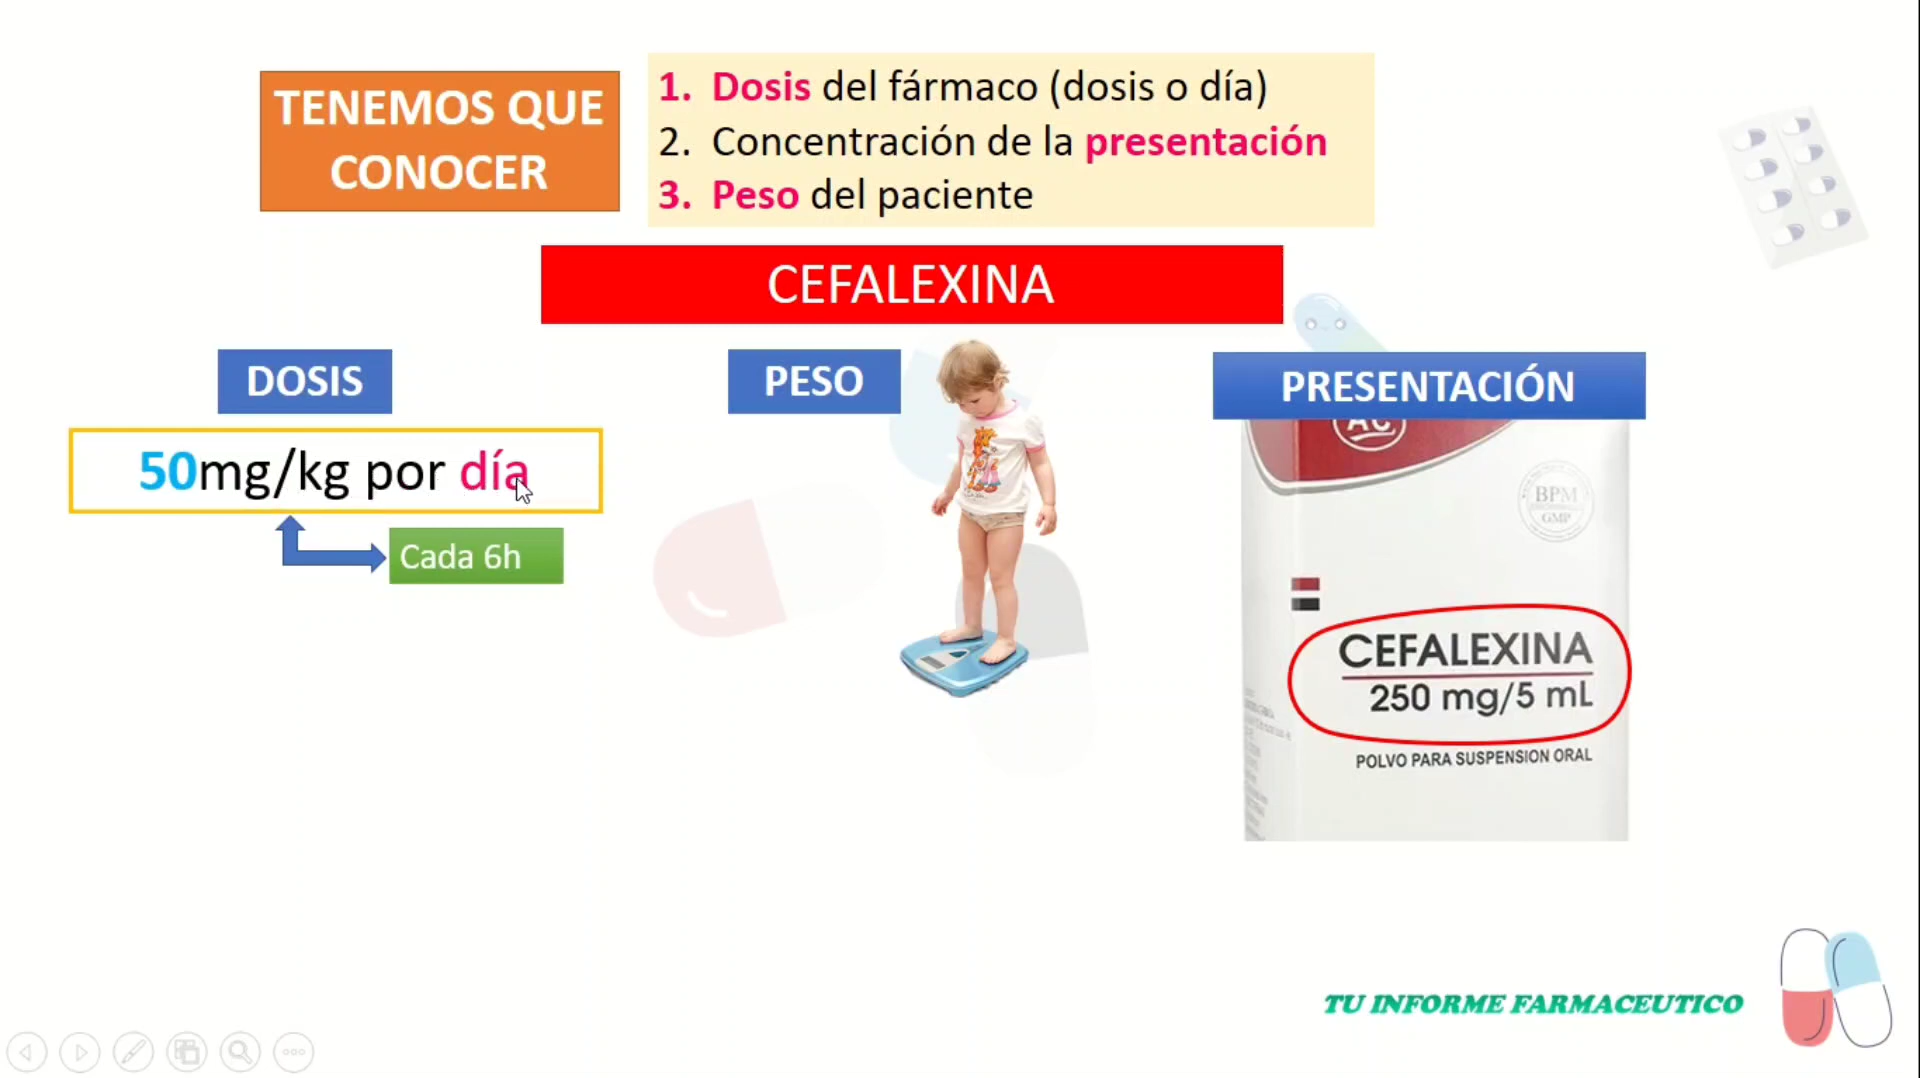 TENEMOS QUE
CONOCER
1. Dosis del fármaco (dosis o día)
2. Concentración de la presentación
3. Peso del paciente
CEFALEXINA
DOSIS
50mg/kg por día
Cada 6h
PESO
PRESENTACIÓN
AC
BPM
GMP
CEFALEXINA
250 mg/5 mL
POLVO PARA SUSPENSION ORAL
TU INFORME FARMACEUTICO